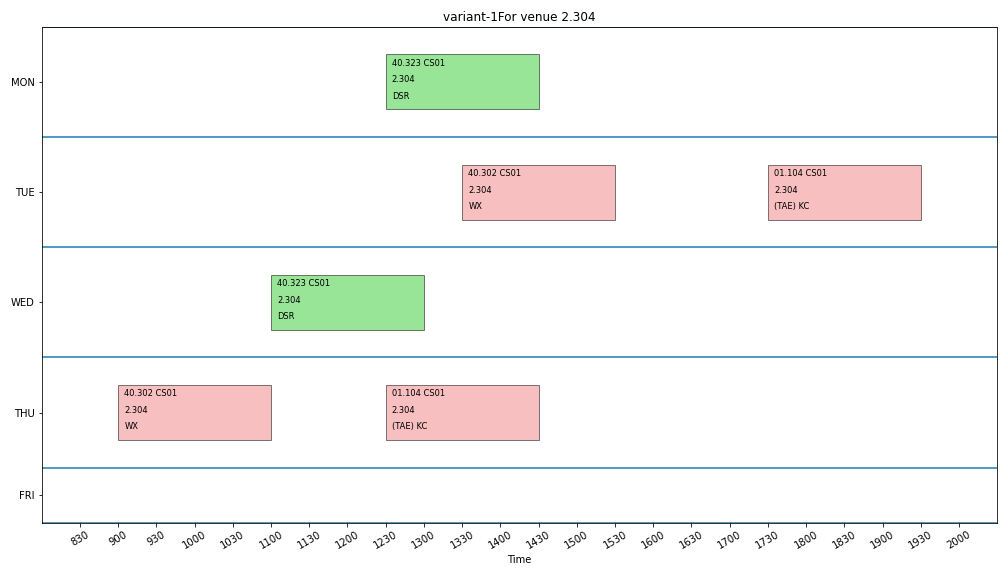 variant-1For venue 2.304
MON
40.323 CS01
2.304
DSR
TUE
40.302 CS01
2.304
WX
01.104 CS01
2.304
(TAE) KC
WED
40.323 CS01
2.304
DSR
THU
40.302 CS01
2.304
WX
01.104 CS01
2.304
(TAE) KC
FRI
830 900 930 1000 1030 1100 1130 1200 1230 1300 1330 1400 1430 1500 1530 1600 1630 1700 1730 1800 1830 1900 1930 2000
Time